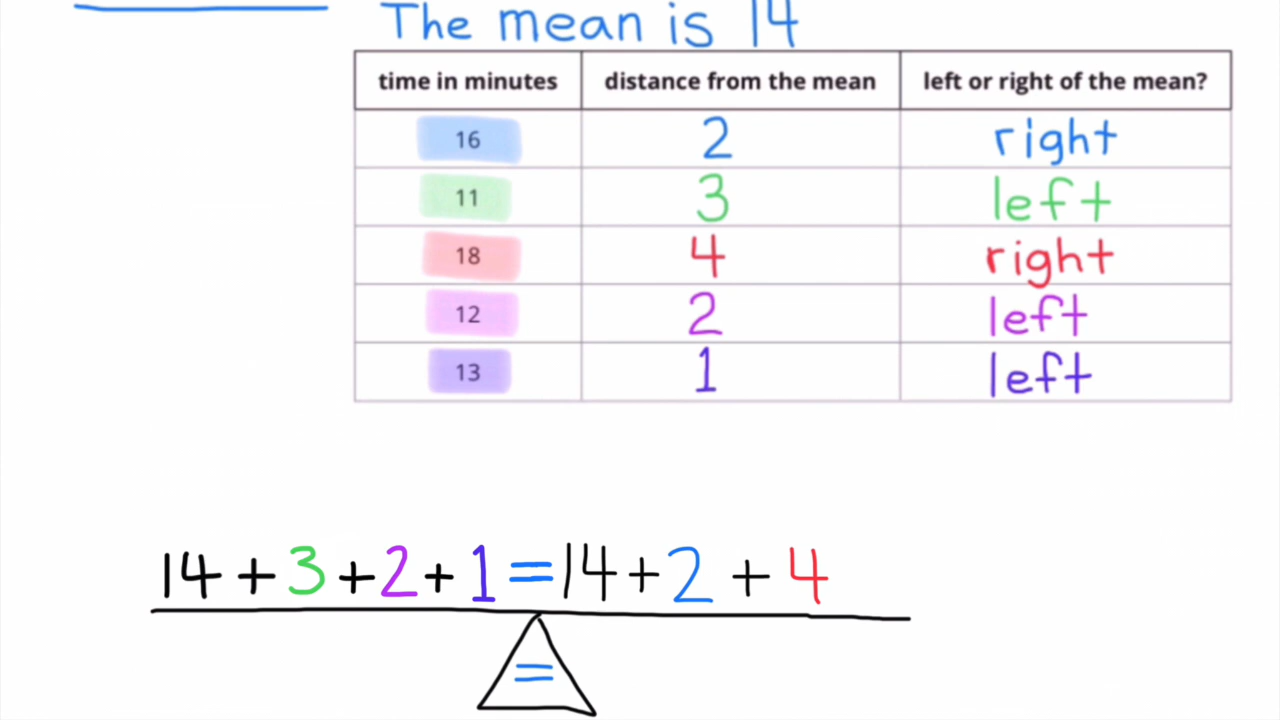 The mean is 14
time in minutes distance from the mean left or right of the mean?
16 2 right
11 3 left
18 4 right
12 2 left
13 1 left
14 + 3 + 2 + 1 = 14 + 2 + 4
=